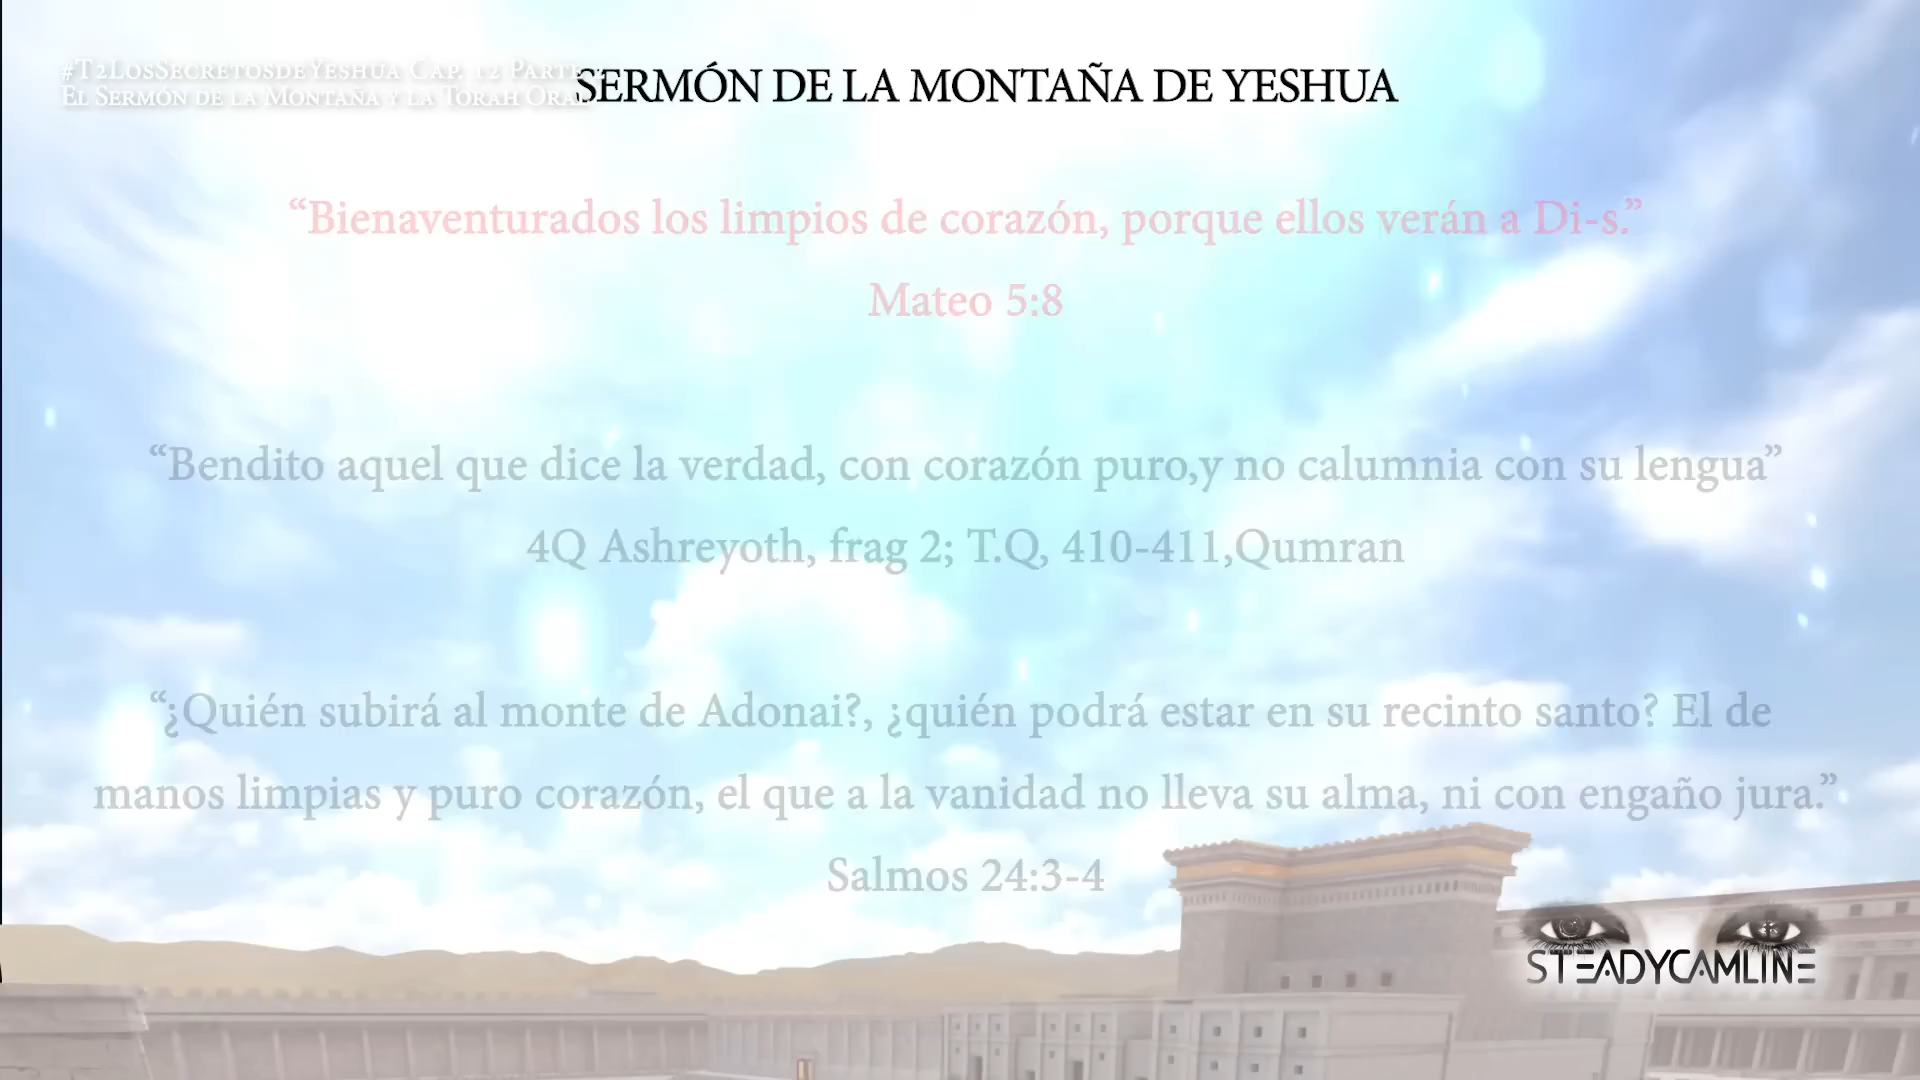 #T2LosSecretosdeYeshua Cap. 12 Parte
El Sermón de la Montaña y la Torah Oral
SERMÓN DE LA MONTAÑA DE YESHUA
“Bienaventurados los limpios de corazón, porque ellos verán a Di-s.”
Mateo 5:8
“Bendito aquel que dice la verdad, con corazón puro,y no calumnia con su lengua”
4Q Ashreyoth, frag 2; T.Q, 410-411,Qumran
“¿Quién subirá al monte de Adonai?, ¿quién podrá estar en su recinto santo? El de
manos limpias y puro corazón, el que a la vanidad no lleva su alma, ni con engaño jura.”
Salmos 24:3-4
STEADYCAMLINE